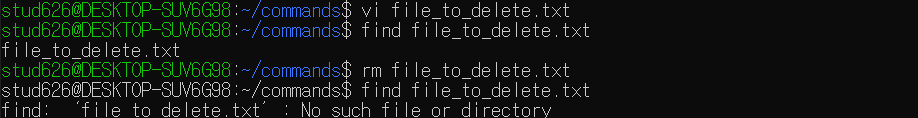 stud626@DESKTOP-SUV6G98:~/commands$ vi file_to_delete.txt
stud626@DESKTOP-SUV6G98:~/commands$ find file_to_delete.txt
file_to_delete.txt
stud626@DESKTOP-SUV6G98:~/commands$ rm file_to_delete.txt
stud626@DESKTOP-SUV6G98:~/commands$ find file_to_delete.txt
find: ‘file_to_delete.txt’: No such file or directory